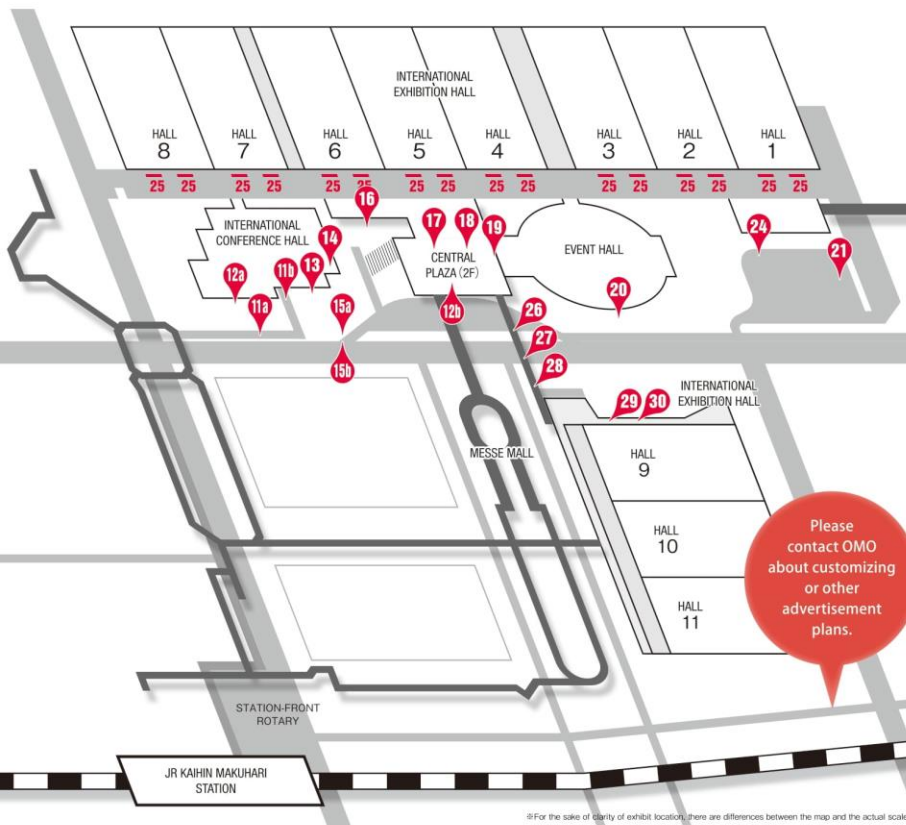 INTERNATIONAL
EXHIBITION HALL
HALL
8
HALL
7
HALL
6
HALL
5
HALL
4
HALL
3
HALL
2
HALL
1
25 25 25 25 25 25 25 25 25 25 25 25 25 25 25 25
16
17
18
19
INTERNATIONAL
CONFERENCE HALL
14
CENTRAL
PLAZA (2F)
EVENT HALL
24
21
12a
11b
13
11a
15a
12b
20
26
15b
27
28
INTERNATIONAL
EXHIBITION HALL
29
30
MESSE MALL
HALL
9
HALL
10
HALL
11
Please
contact OMO
about customizing
or other
advertisement
plans.
STATION-FRONT
ROTARY
JR KAIHIN MAKUHARI
STATION
※For the sake of clarity of exhibit location, there are differences between the map and the actual scale